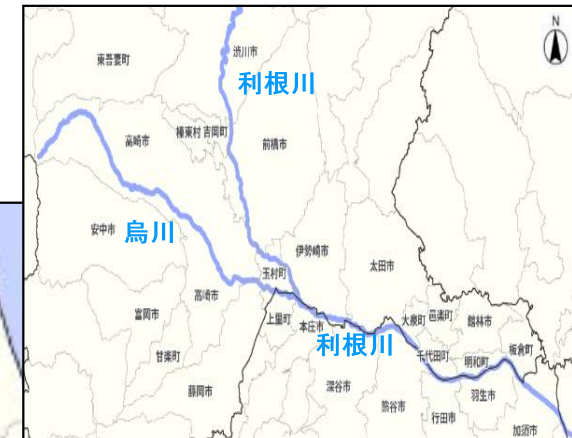 N
渋川市
東吾妻町
利根川
高崎市
榛東村 吉岡町
前橋市
安中市
烏川
伊勢崎市
太田市
玉村町
高崎市
富岡市
上里町
本庄市
大泉町
邑楽町
館林市
利根川
千代田町
明和町
板倉町
甘楽町
藤岡市
深谷市
熊谷市
行田市
羽生市
加須市